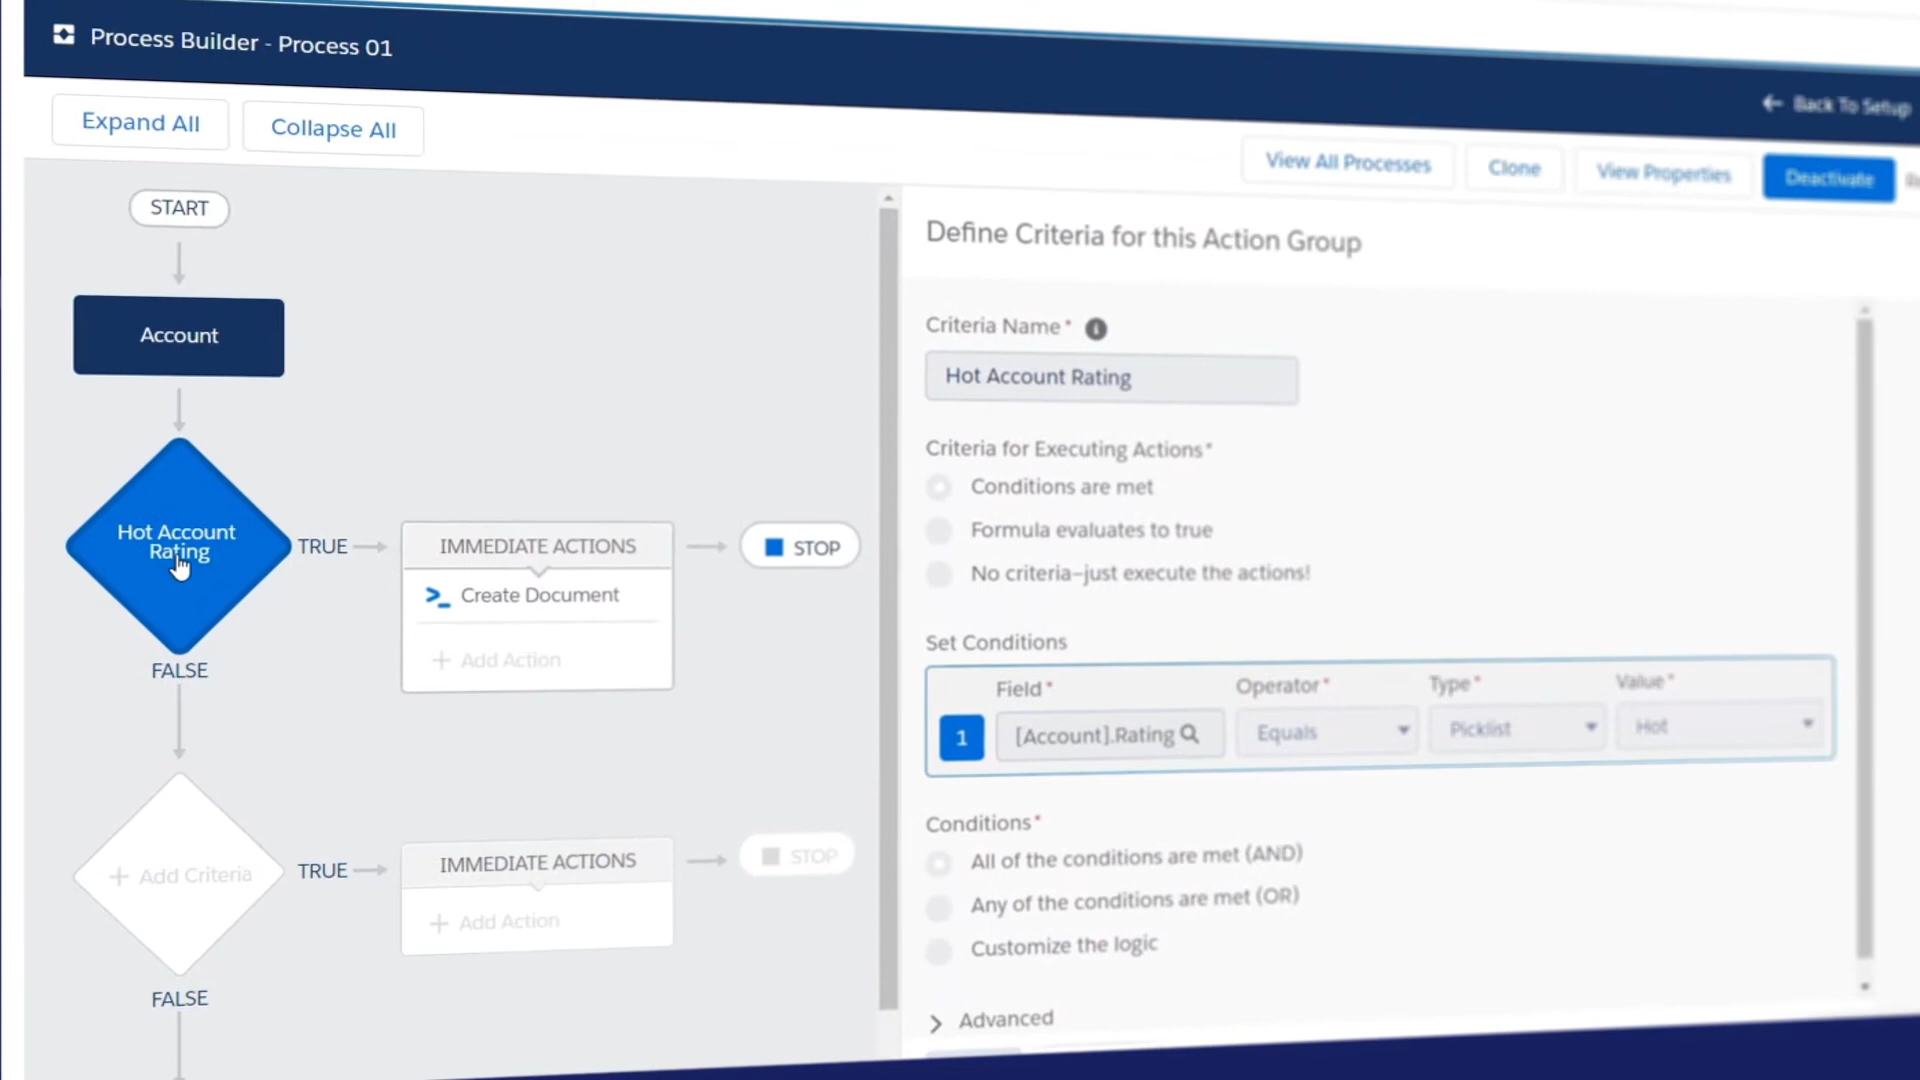 Process Builder - Process 01
Back To Setup
Expand All
Collapse All
View All Processes
Clone
View Properties
Deactivate
START
Account
Hot Account
Rating
TRUE
IMMEDIATE ACTIONS
STOP
Create Document
+ Add Action
FALSE
+ Add Criteria
TRUE
IMMEDIATE ACTIONS
STOP
+ Add Action
FALSE
Define Criteria for this Action Group
Criteria Name*
Hot Account Rating
Criteria for Executing Actions*
Conditions are met
Formula evaluates to true
No criteria–just execute the actions!
Set Conditions
Field* Operator* Type* Value*
1 [Account].Rating Equals Picklist Hot
Conditions*
All of the conditions are met (AND)
Any of the conditions are met (OR)
Customize the logic
Advanced